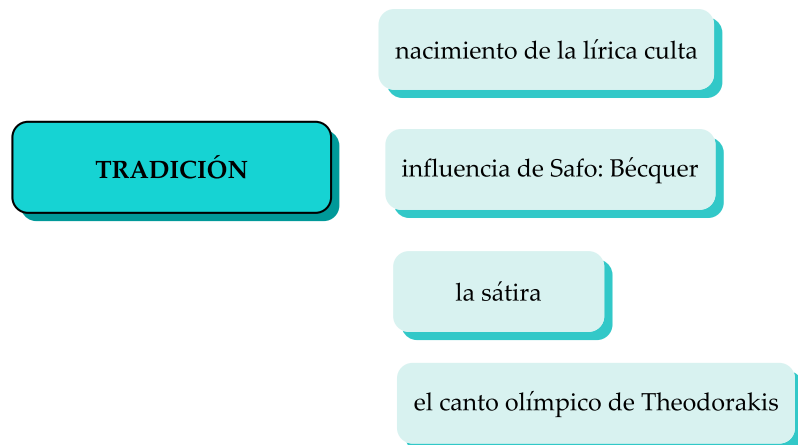 nacimiento de la lírica culta
TRADICIÓN
influencia de Safo: Bécquer
la sátira
el canto olímpico de Theodorakis